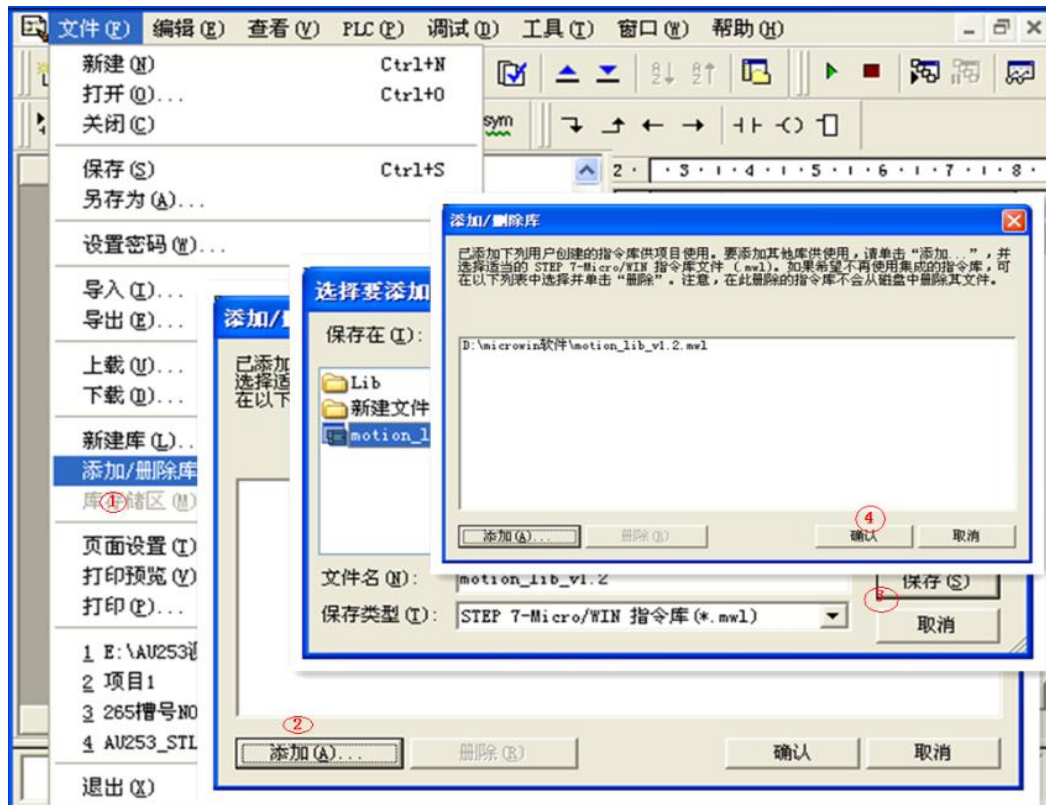 文件(F) 编辑(E) 查看(V) PLC(P) 调试(D) 工具(T) 窗口(W) 帮助(H)
新建(N) Ctrl+N
打开(O)... Ctrl+O
关闭(C)
sym
保存(S) Ctrl+S
2 · · 3 · ı · 4 · ı · 5 · ı · 6 · ı · 7 · ı · 8 ·
另存为(A)...
设置密码(W)...
导入(I)...
导出(E)...
上载(U)...
下载(D)...
新建库(L)..
添加/删除库
①
库存储区(M)
页面设置(T)
打印预览(V)
打印(P)...
1 E:\AU253
2 项目1
3 265槽号NO
4 AU253_STL
退出(X)
添加/
已添加
选择适
在以下
②
添加(A)... 删除(R) 确认 取消
选择要添加
保存在(I):
Lib
新建文件
motion_l
文件名(N): motion_lib_v1.2 保存(S)
③
保存类型(T): STEP 7-Micro/WIN 指令库(*.mwl) 取消
添加/删除库
已添加下列用户创建的指令库供项目使用。要添加其他库供使用，请单击“添加...”，并
选择适当的 STEP 7-Micro/WIN 指令库文件 (.mwl)。如果希望不再使用集成的指令库，可
在以下列表中选择并单击“删除”。注意，在此删除的指令库不会从磁盘中删除其文件。
D:\microwin软件\motion_lib_v1.2.mwl
④
添加(A)... 删除(R) 确认 取消